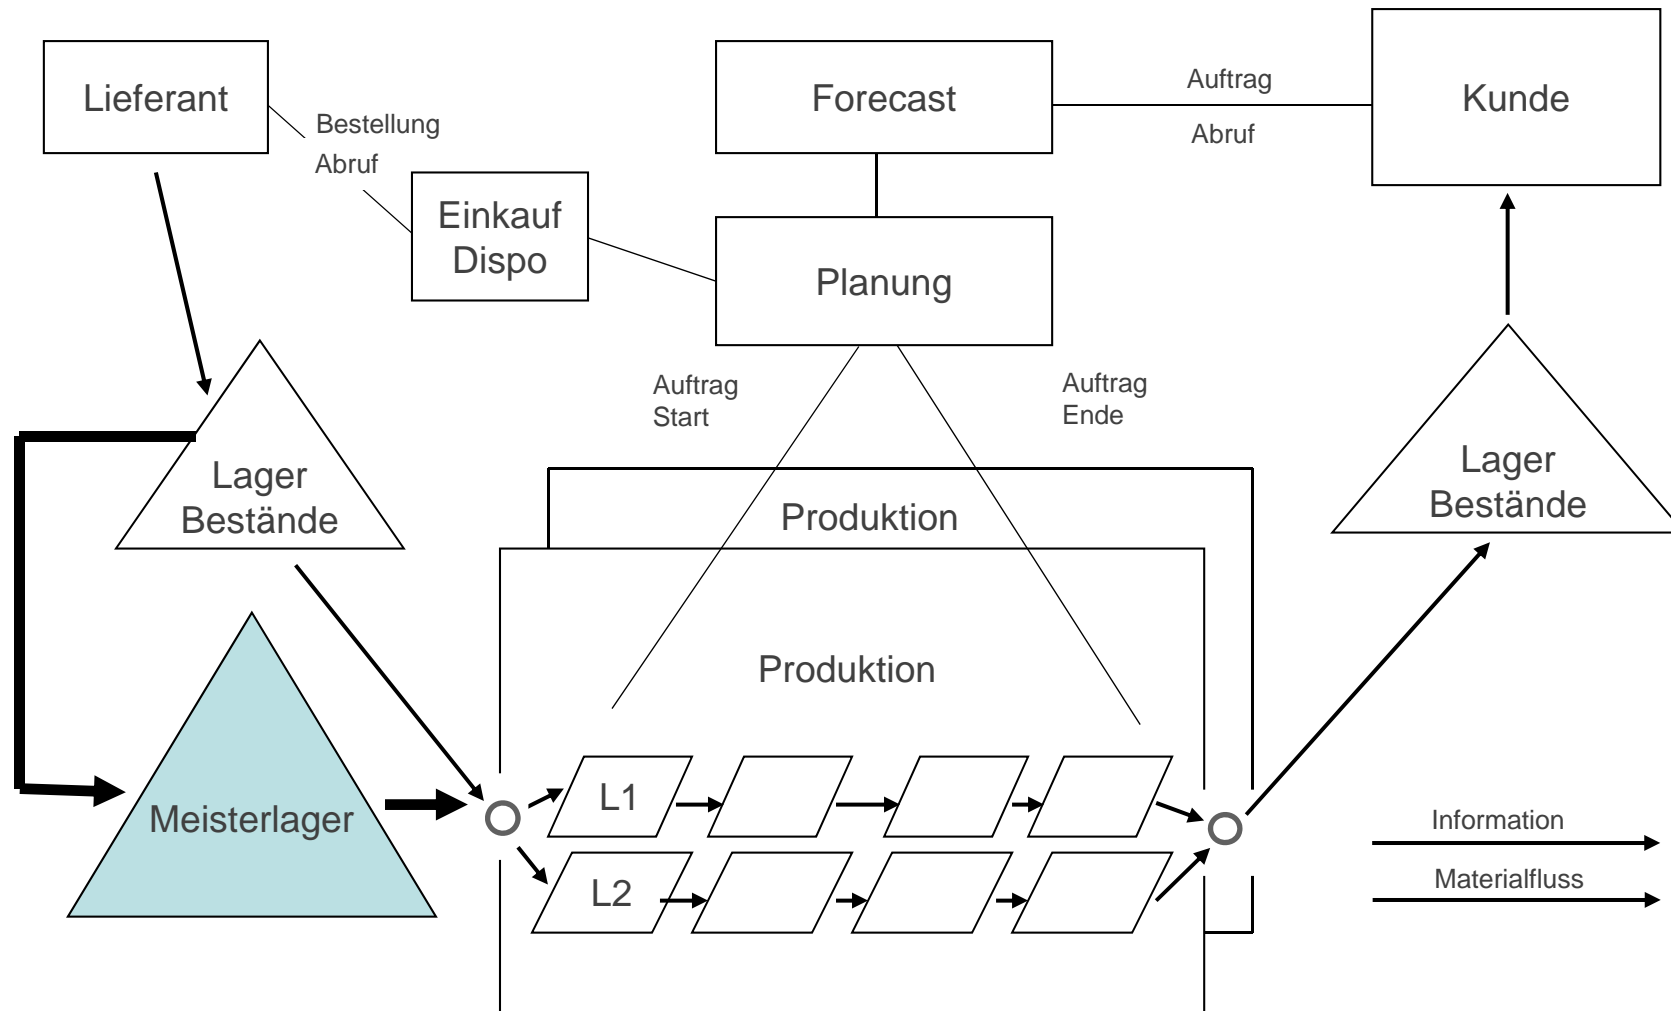 Lieferant
Forecast
Auftrag
Kunde
Bestellung
Abruf
Abruf
Einkauf
Dispo
Planung
Auftrag
Start
Auftrag
Ende
Lager
Bestände
Lager
Bestände
Produktion
Produktion
Meisterlager
L1
L2
Information
Materialfluss